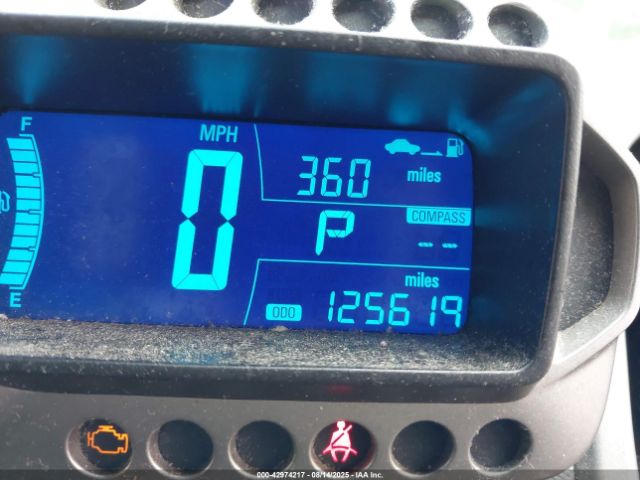 F
MPH
0
360 miles
P
COMPASS
-- --
E
miles
ODO 125619
000-42974217 - 08/14/2025 - IAA Inc.